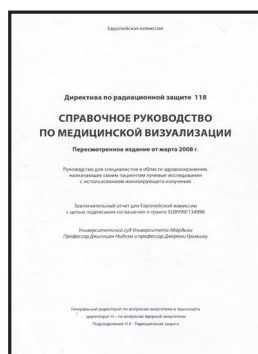 Европейская комиссия
Директива по радиационной защите 118
СПРАВОЧНОЕ РУКОВОДСТВО
ПО МЕДИЦИНСКОЙ ВИЗУАЛИЗАЦИИ
Пересмотренное издание от марта 2008 г.
Руководство для специалистов в области здравоохранения,
назначающих своим пациентам лучевые исследования
с использованием ионизирующего излучения
Заключительный отчет для Европейской комиссии
с целью подписания соглашения о гранте SUBV99/134996
Университетский суд Университета Абердина
Профессор Джиллиан Нидхэм и профессор Джереми Гримшоу
Генеральный директорат по вопросам энергетики и транспорта
директорат H – по вопросам ядерной энергетики
Подразделение H.4 - Радиационная защита